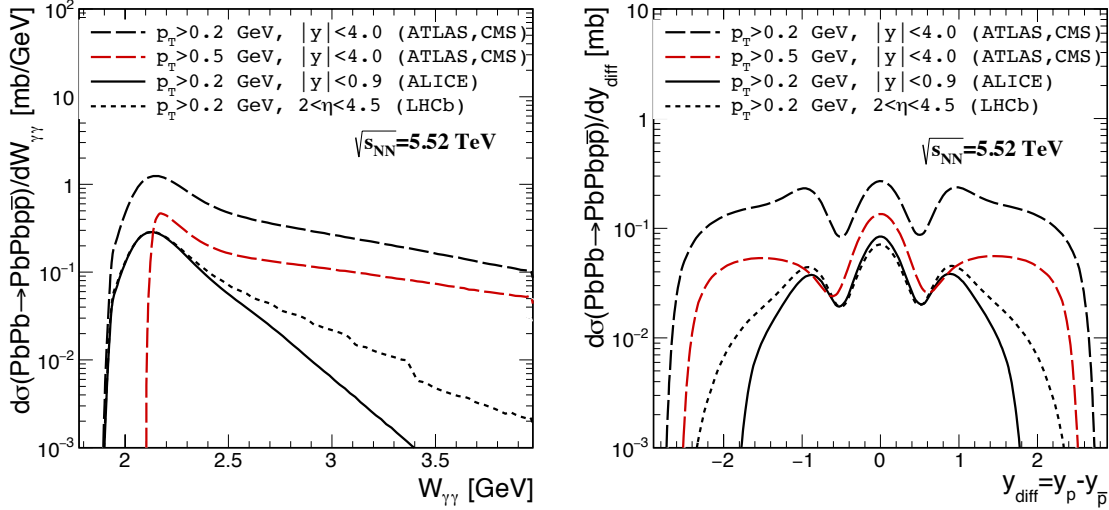 dσ(PbPb→PbPbpp̅)/dW_γγ [mb/GeV]
10²
10
1
10⁻¹
10⁻²
10⁻³
p_T>0.2 GeV, |y|<4.0 (ATLAS,CMS)
p_T>0.5 GeV, |y|<4.0 (ATLAS,CMS)
p_T>0.2 GeV, |y|<0.9 (ALICE)
p_T>0.2 GeV, 2<η<4.5 (LHCb)
√s_NN=5.52 TeV
2 2.5 3 3.5
W_γγ [GeV]
dσ(PbPb→PbPbpp̅)/dy_diff [mb]
10
1
10⁻¹
10⁻²
10⁻³
p_T>0.2 GeV, |y|<4.0 (ATLAS,CMS)
p_T>0.5 GeV, |y|<4.0 (ATLAS,CMS)
p_T>0.2 GeV, |y|<0.9 (ALICE)
p_T>0.2 GeV, 2<η<4.5 (LHCb)
√s_NN=5.52 TeV
−2 −1 0 1 2
y_diff=y_p-y_p̅